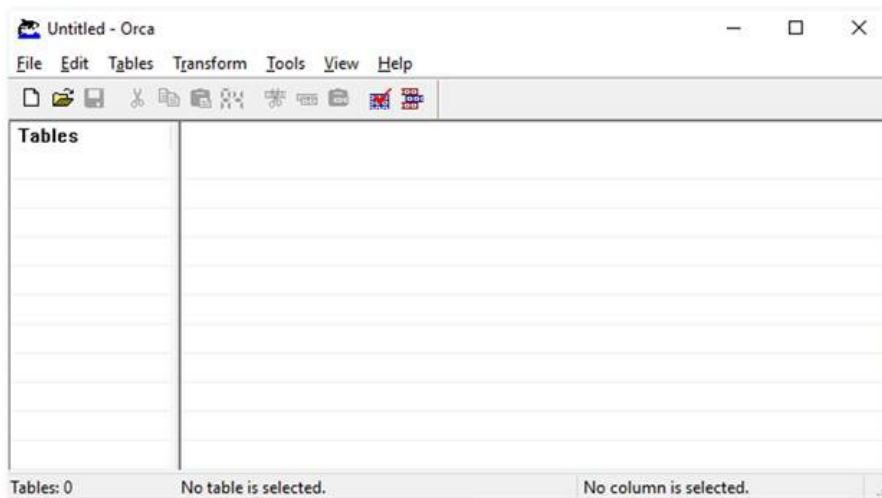 Untitled - Orca
File Edit Tables Transform Tools View Help
Tables
Tables: 0 No table is selected. No column is selected.